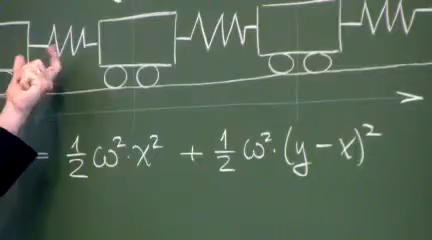 = 1/2 ω²·x² + 1/2 ω²·(y − x)²